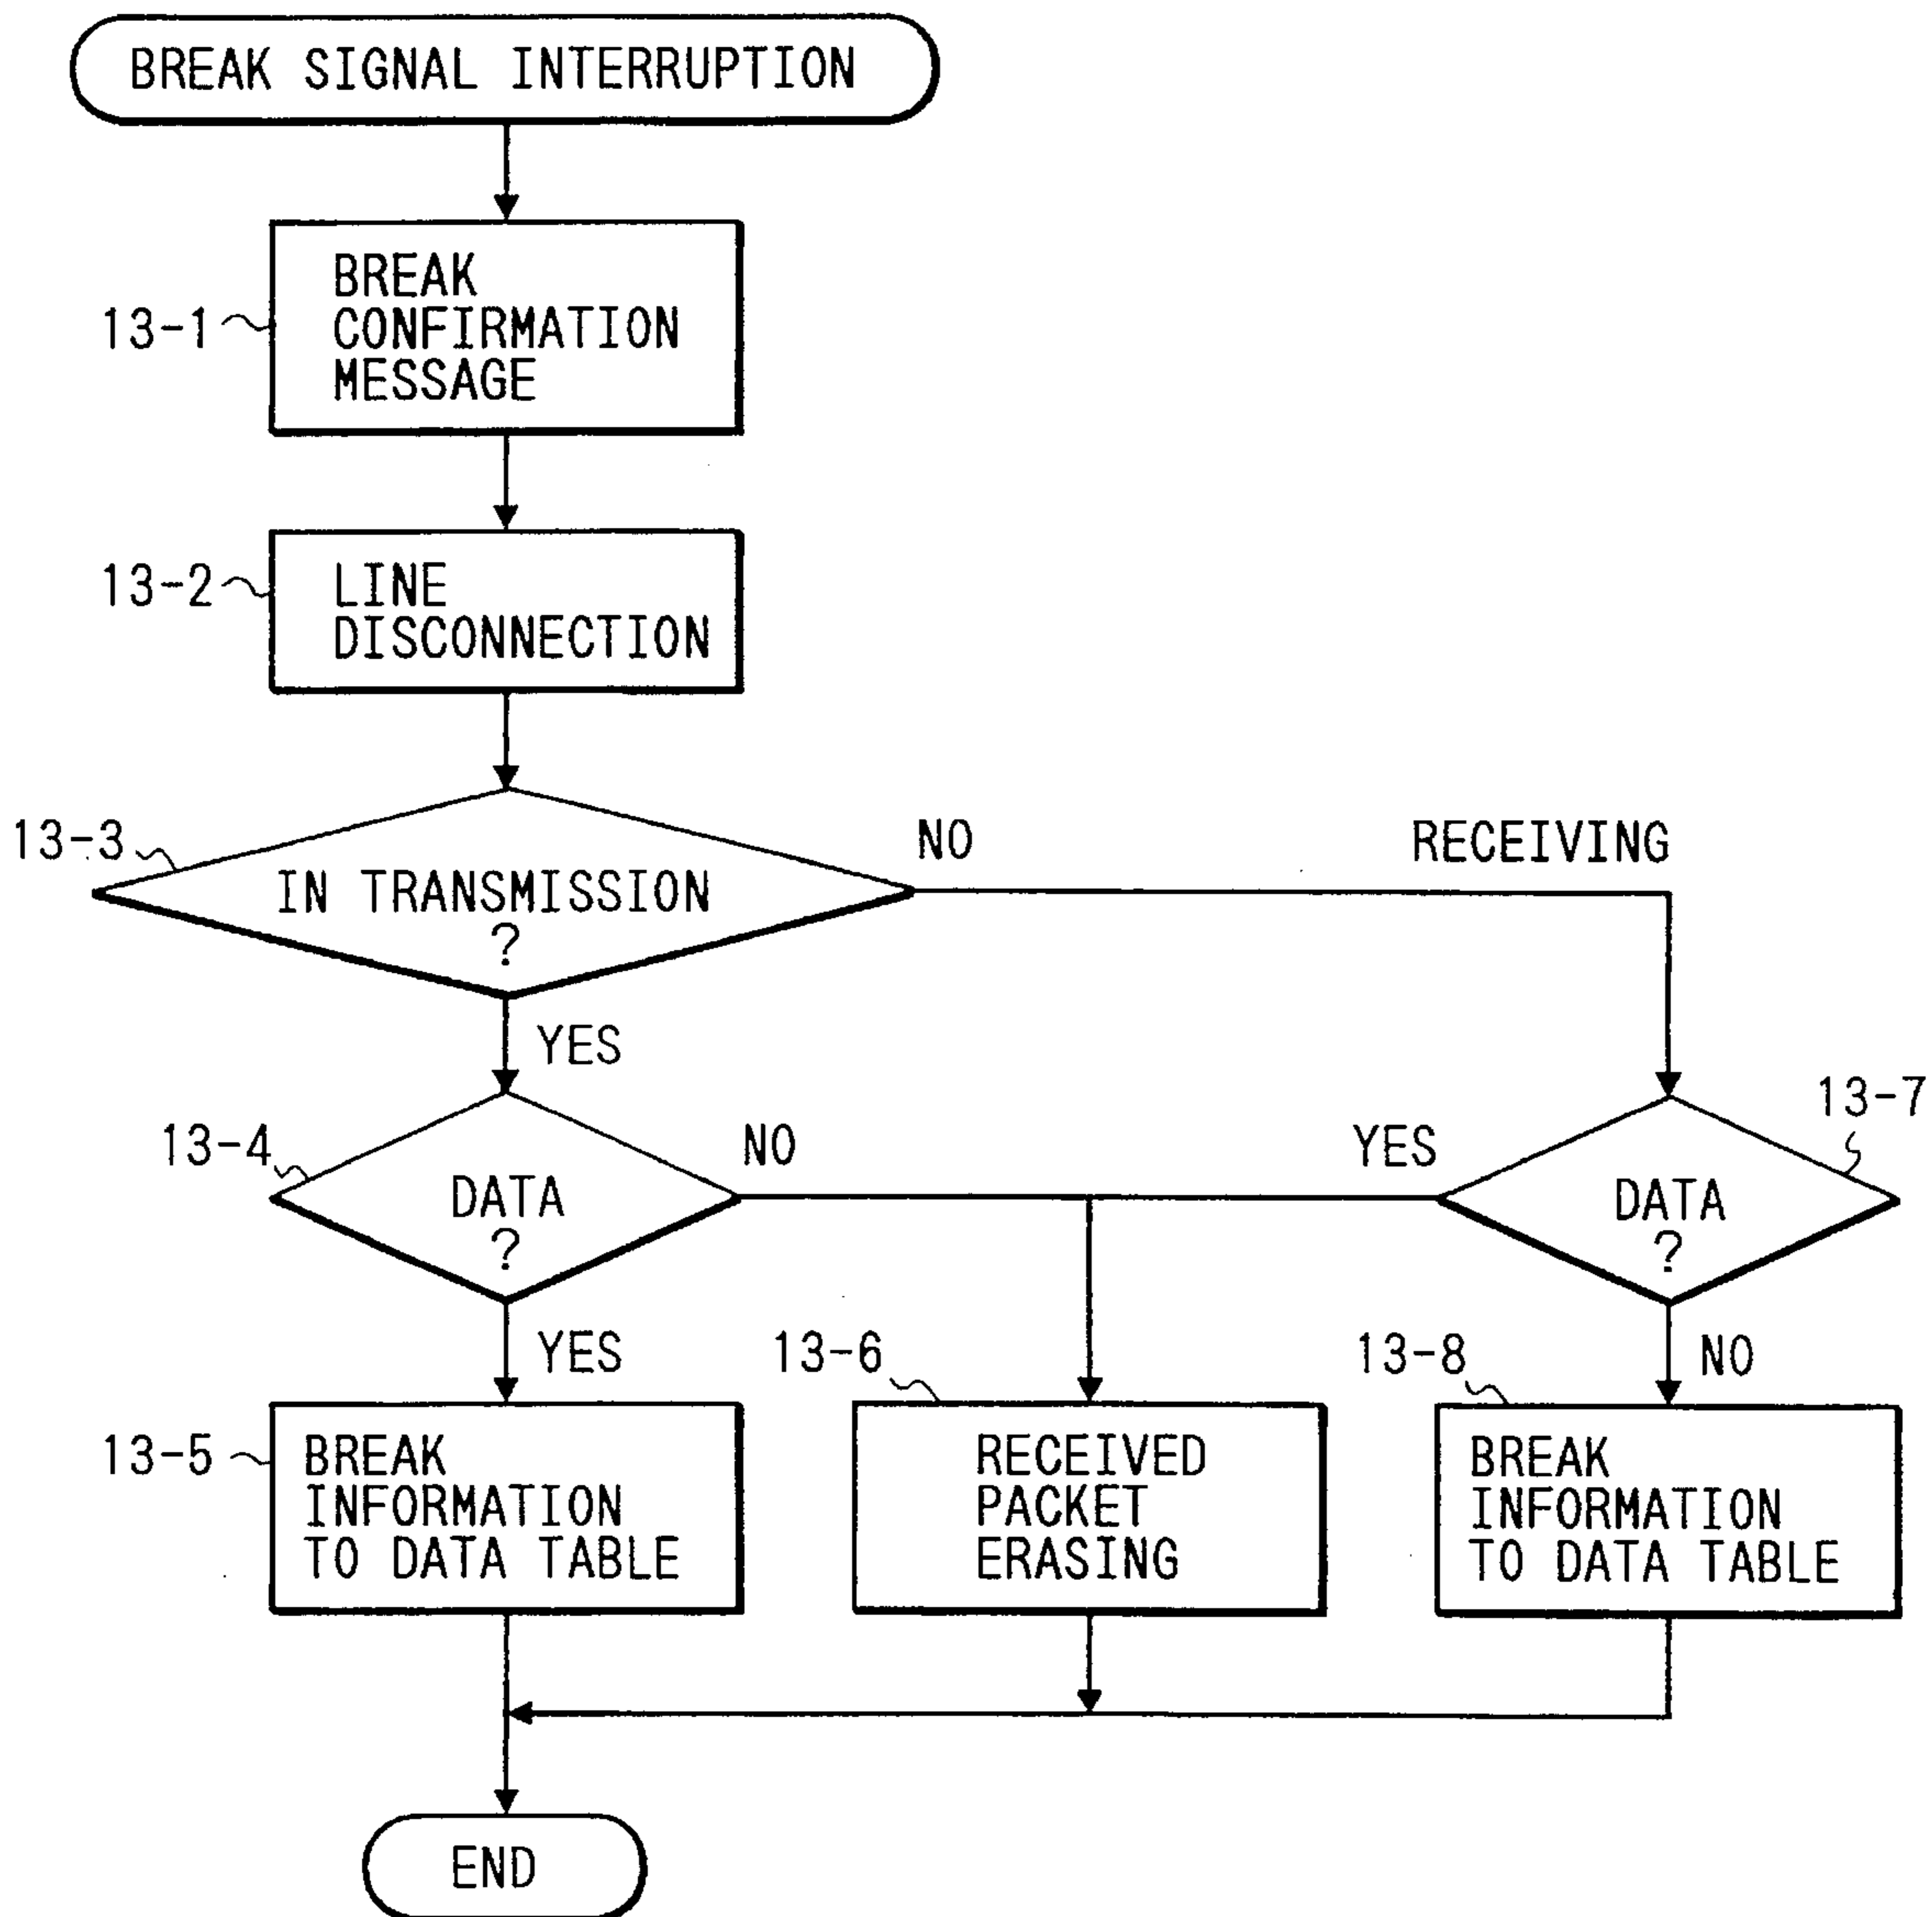 BREAK SIGNAL INTERRUPTION
13-1
BREAK
CONFIRMATION
MESSAGE
13-2
LINE
DISCONNECTION
13-3
IN TRANSMISSION
?
NO
RECEIVING
YES
13-4
DATA
?
NO
YES
13-7
DATA
?
YES
13-5
BREAK
INFORMATION
TO DATA TABLE
13-6
RECEIVED
PACKET
ERASING
13-8
NO
BREAK
INFORMATION
TO DATA TABLE
END